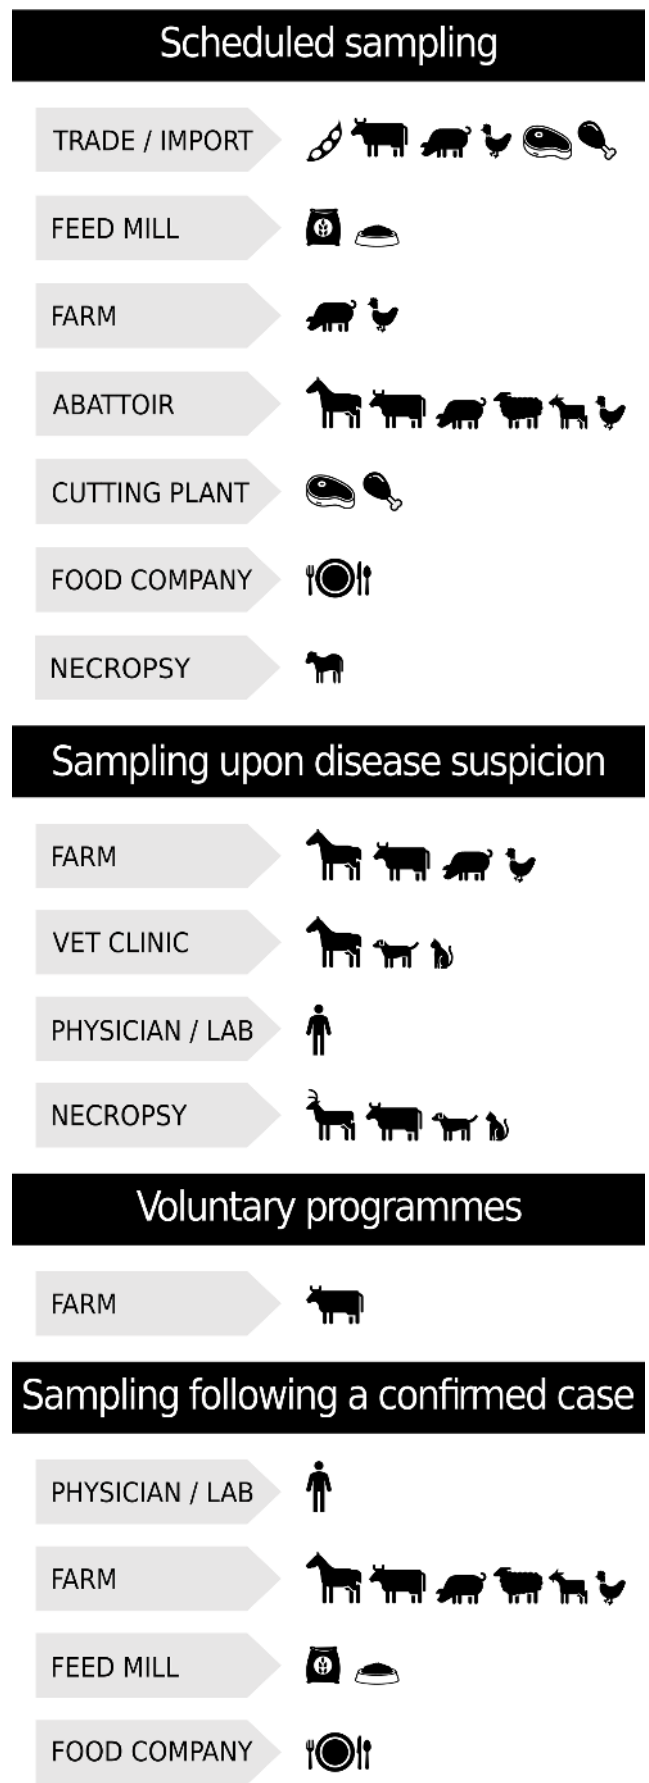 Scheduled sampling
TRADE / IMPORT
FEED MILL
FARM
ABATTOIR
CUTTING PLANT
FOOD COMPANY
NECROPSY
Sampling upon disease suspicion
FARM
VET CLINIC
PHYSICIAN / LAB
NECROPSY
Voluntary programmes
FARM
Sampling following a confirmed case
PHYSICIAN / LAB
FARM
FEED MILL
FOOD COMPANY